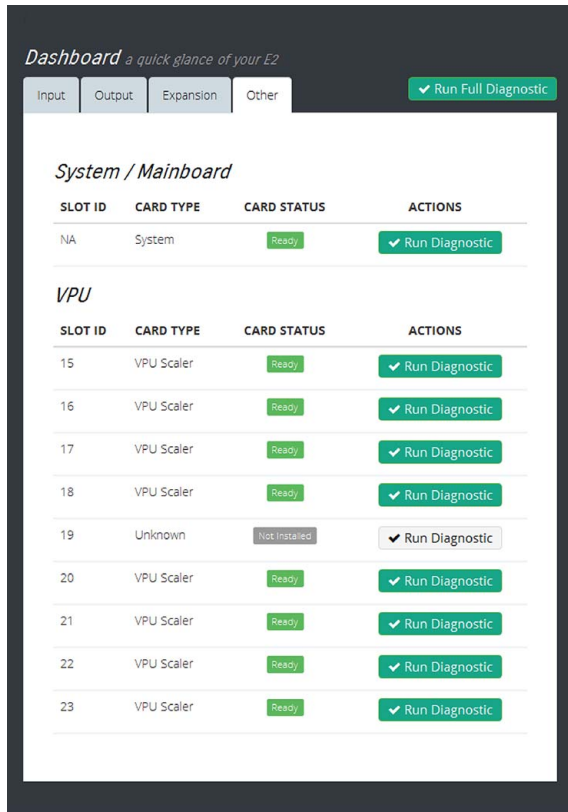 Dashboard a quick glance of your E2
Input Output Expansion Other ✔ Run Full Diagnostic
System / Mainboard
SLOT ID CARD TYPE CARD STATUS ACTIONS
NA System Ready ✔ Run Diagnostic
VPU
SLOT ID CARD TYPE CARD STATUS ACTIONS
15 VPU Scaler Ready ✔ Run Diagnostic
16 VPU Scaler Ready ✔ Run Diagnostic
17 VPU Scaler Ready ✔ Run Diagnostic
18 VPU Scaler Ready ✔ Run Diagnostic
19 Unknown Not Installed ✔ Run Diagnostic
20 VPU Scaler Ready ✔ Run Diagnostic
21 VPU Scaler Ready ✔ Run Diagnostic
22 VPU Scaler Ready ✔ Run Diagnostic
23 VPU Scaler Ready ✔ Run Diagnostic